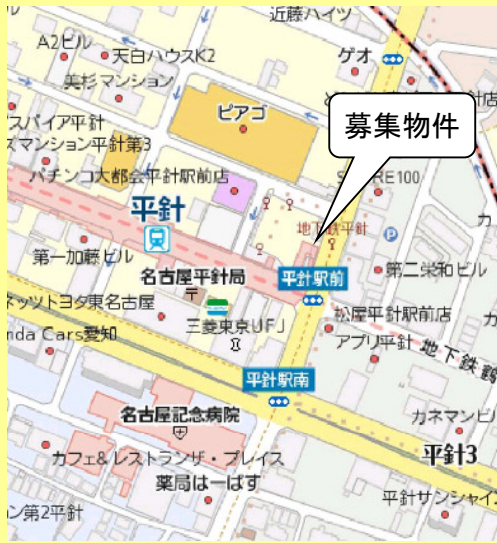 近藤ハイツ
A2ビル
天白ハウスK2
ゲオ
美杉マンション
ピアゴ
募集物件
スパイア平針
ズマンション平針第3
RE100
パチンコ大都会平針駅前店
平針
地下鉄平針
第一加藤ビル
名古屋平針局
平針駅前
第二栄和ビル
ネッツトヨタ東名古屋
三菱東京UFJ
松屋平針駅前店
nda Cars愛知
アプリ平針
地下鉄鶴
平針駅南
名古屋記念病院
カネマンビル
カフェ&レストランザ・プレイス
平針3
薬局はーばす
平針サンシャイン
ン第2平針